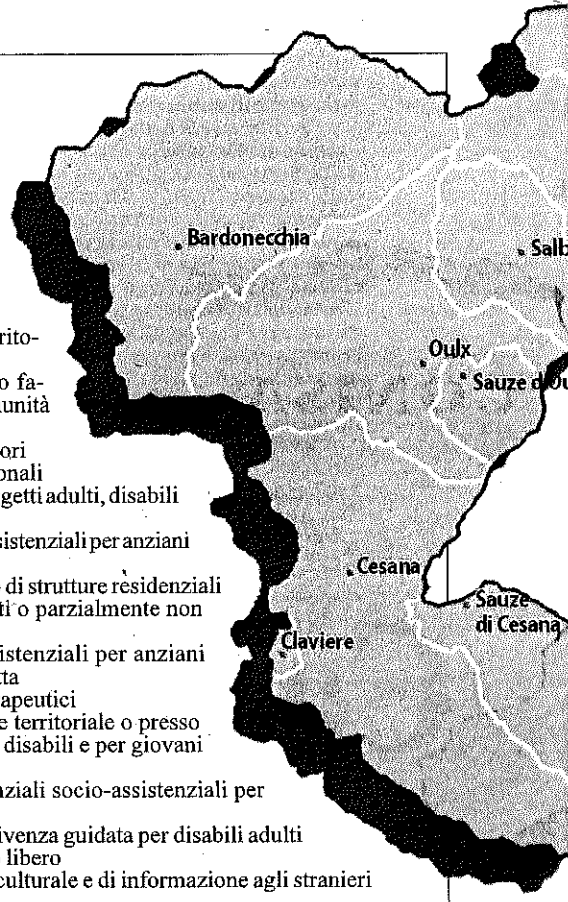 Bardonecchia
Salb
Oulx
Sauze d'Ou
Cesana
Sauze
di Cesana
Claviere
rito-
o fa-
unità
ori
onali
getti adulti, disabili
sistenziali per anziani
di strutture residenziali
ti o parzialmente non
istenziali per anziani
tta
apeutici
e territoriale o presso
disabili e per giovani
nziali socio-assistenziali per
ivenza guidata per disabili adulti
libero
culturale e di informazione agli stranieri